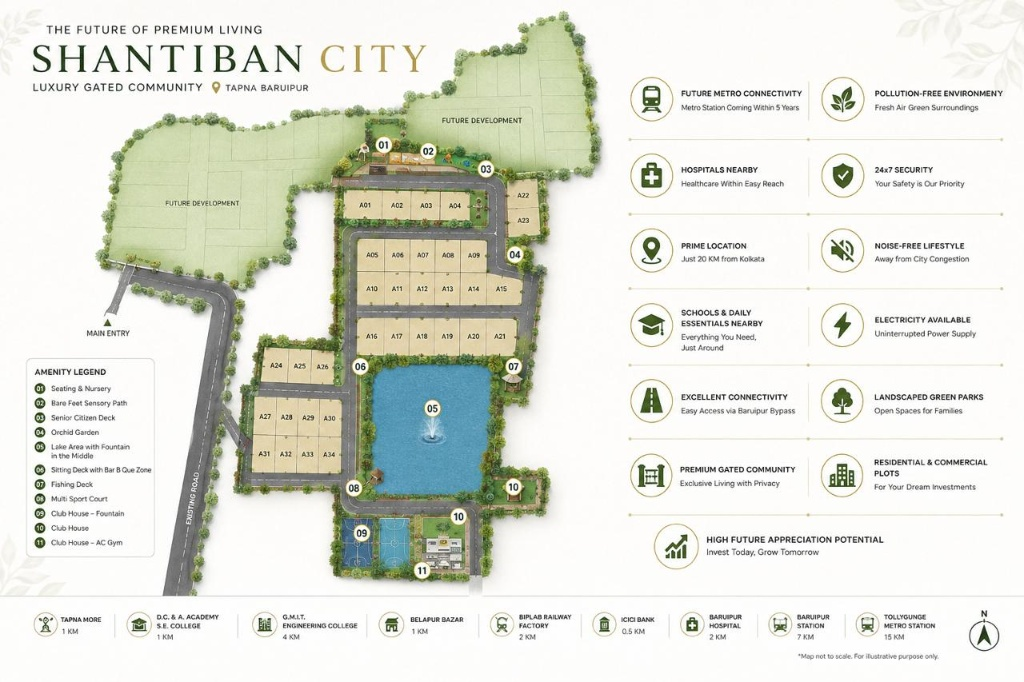 THE FUTURE OF PREMIUM LIVING
SHANTIBAN CITY
LUXURY GATED COMMUNITY TAPNA BARUIPUR
FUTURE DEVELOPMENT
FUTURE DEVELOPMENT
01
02
03
A01 A02 A03 A04
A22
A23
A05 A06 A07 A08 A09
04
A10 A11 A12 A13 A14 A15
A16 A17 A18 A19 A20 A21
MAIN ENTRY
A24 A25 A26
06
07
A27 A28 A29 A30
05
A31 A32 A33 A34
08
10
EXISTING ROAD
10
09
11
AMENITY LEGEND
01 Seating & Nursery
02 Bare Feet Sensory Path
03 Senior Citizen Deck
04 Orchid Garden
05 Lake Area with Fountain
in the Middle
06 Sitting Deck with Bar B Que Zone
07 Fishing Deck
08 Multi Sport Court
09 Club House – Fountain
10 Club House
11 Club House – AC Gym
FUTURE METRO CONNECTIVITY
Metro Station Coming Within 5 Years
POLLUTION-FREE ENVIRONMENT
Fresh Air Green Surroundings
HOSPITALS NEARBY
Healthcare Within Easy Reach
24x7 SECURITY
Your Safety is Our Priority
PRIME LOCATION
Just 20 KM from Kolkata
NOISE-FREE LIFESTYLE
Away from City Congestion
SCHOOLS & DAILY
ESSENTIALS NEARBY
Everything You Need,
Just Around
ELECTRICITY AVAILABLE
Uninterrupted Power Supply
EXCELLENT CONNECTIVITY
Easy Access via Baruipur Bypass
LANDSCAPED GREEN PARKS
Open Spaces for Families
PREMIUM GATED COMMUNITY
Exclusive Living with Privacy
RESIDENTIAL & COMMERCIAL
PLOTS
For Your Dream Investments
HIGH FUTURE APPRECIATION POTENTIAL
Invest Today, Grow Tomorrow
TAPNA MORE
1 KM
D.C. & A. ACADEMY
S.E. COLLEGE
1 KM
G.M.I.T.
ENGINEERING COLLEGE
4 KM
BELAPUR BAZAR
1 KM
BIPLAB RAILWAY
FACTORY
2 KM
ICICI BANK
0.5 KM
BARUIPUR
HOSPITAL
2 KM
BARUIPUR
STATION
7 KM
TOLLYGUNGE
METRO STATION
15 KM
N
*Map not to scale. For illustrative purpose only.